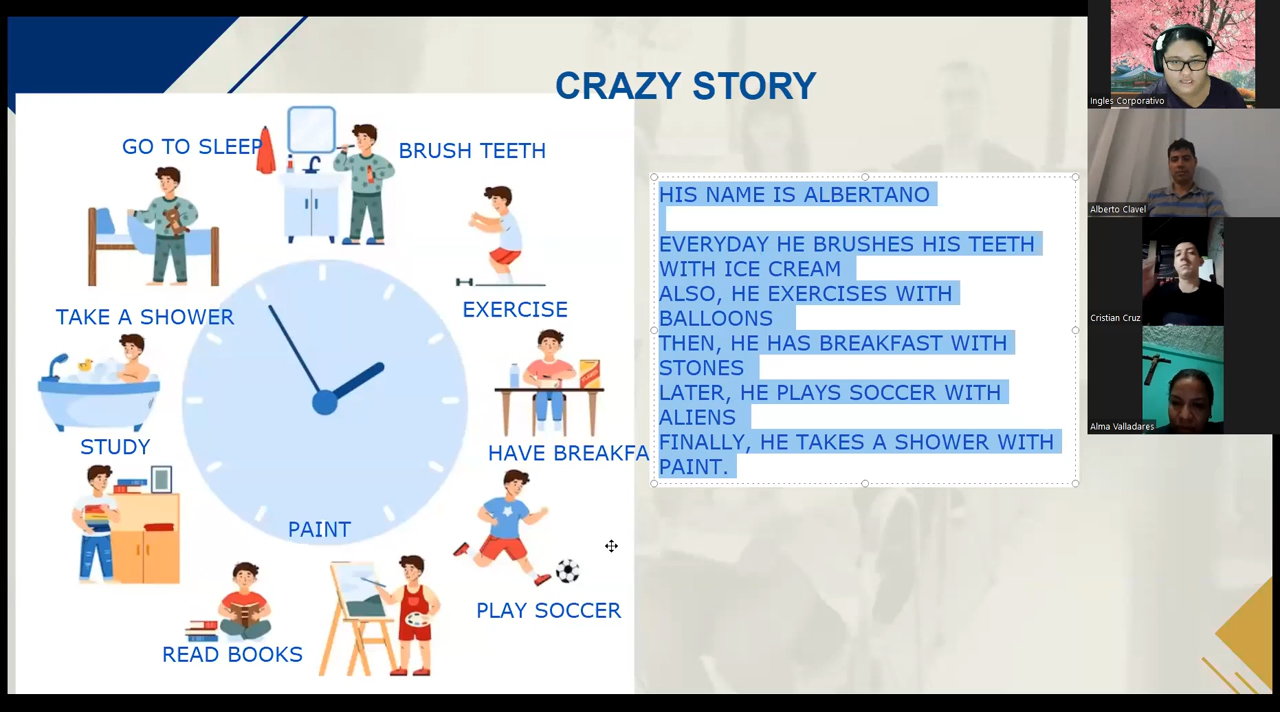 CRAZY STORY
GO TO SLEEP
BRUSH TEETH
TAKE A SHOWER
EXERCISE
STUDY
HAVE BREAKFA
PAINT
PLAY SOCCER
READ BOOKS
HIS NAME IS ALBERTANO
EVERYDAY HE BRUSHES HIS TEETH
WITH ICE CREAM
ALSO, HE EXERCISES WITH
BALLOONS
THEN, HE HAS BREAKFAST WITH
STONES
LATER, HE PLAYS SOCCER WITH
ALIENS
FINALLY, HE TAKES A SHOWER WITH
PAINT.
Ingles Corporativo
Alberto Clavel
Cristian Cruz
Alma Valladares